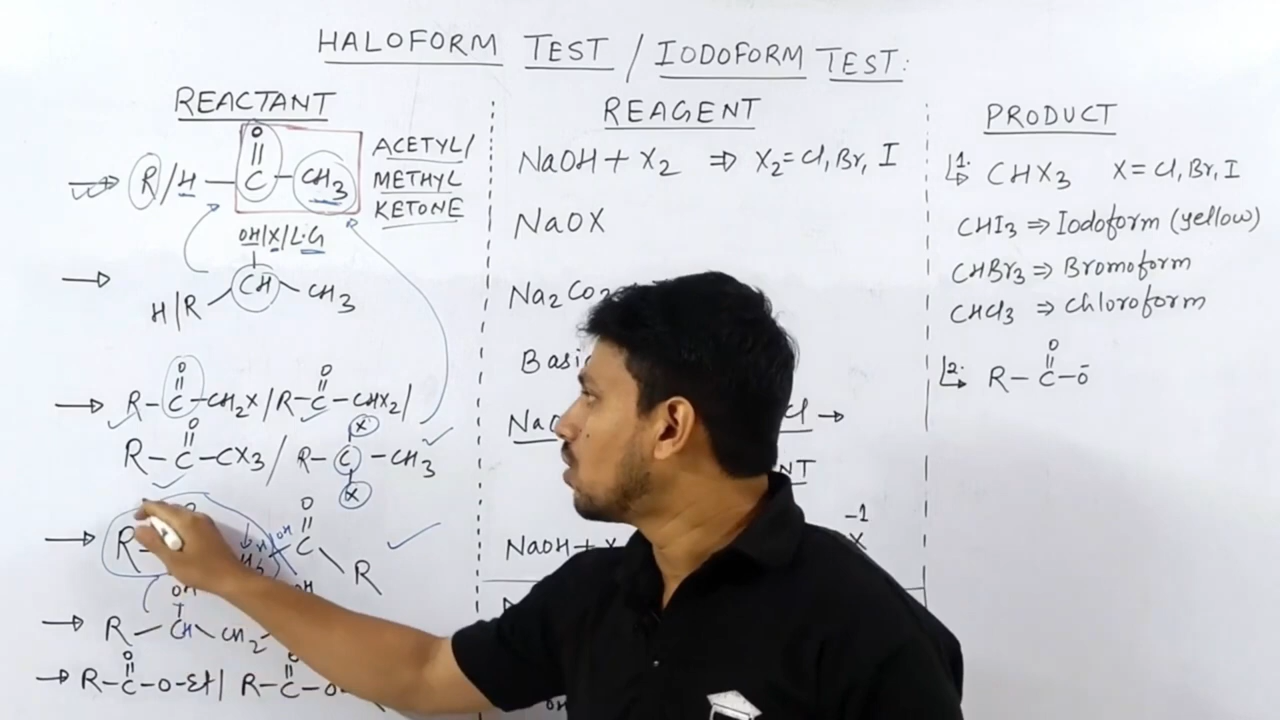 HALOFORM TEST / IODOFORM TEST:
REACTANT
R/H — C — CH3
O
ACETYL/
METHYL
KETONE
OH/X/L.G
H/R CH CH3
O O
R—C—CH2X/R—C—CHX2/
O X
R—C—CX3/ R—C—CH3
X
O
R C R
OH
R — CH CH2
O O
R—C—O—Et/ R—C—O
REAGENT
NaOH + X2 ⇒ X2 = Cl, Br, I
NaOX
Na2CO3
-1
NaOH + X
PRODUCT
1. CHX3 X = Cl, Br, I
CHI3 ⇒ Iodoform (yellow)
CHBr3 ⇒ Bromoform
CHCl3 ⇒ Chloroform
O
2. R—C—O⁻